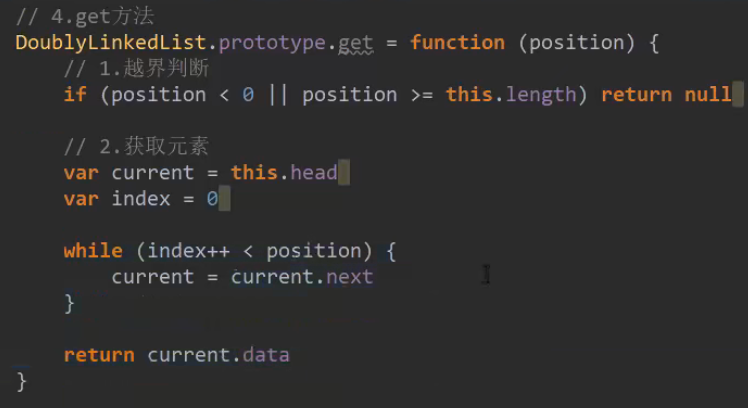 // 4.get方法
DoublyLinkedList.prototype.get = function (position) {
// 1.越界判断
if (position < 0 || position >= this.length) return null
// 2.获取元素
var current = this.head
var index = 0
while (index++ < position) {
current = current.next
}
return current.data
}